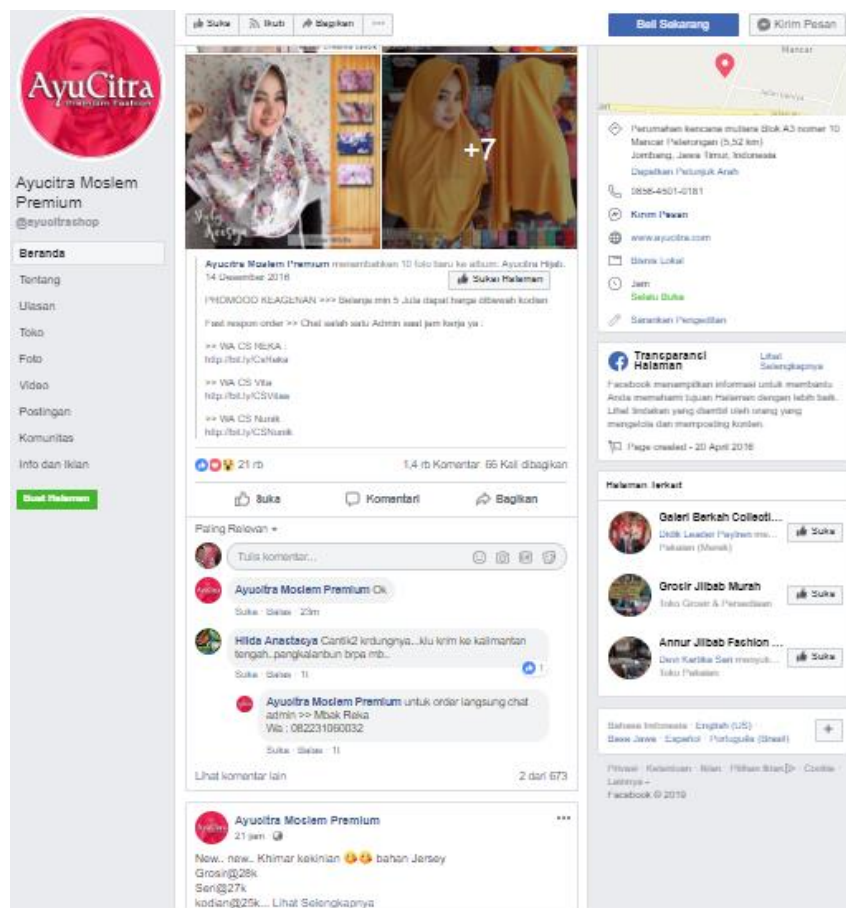 AyuCitra
Premium Fashion
Ayucitra Moslem
Premium
@ayucitrashop
Beranda
Tentang
Ulasan
Toko
Foto
Video
Postingan
Komunitas
Info dan Iklan
Buat Halaman
Suka
Ikuti
Bagikan
+7
Ayucitra Moslem Premium menambahkan 10 foto baru ke album: Ayucitra Hijab.
14 Desember 2016
Sukai Halaman
PROMOOO KEAGENAN >>> Belanja min 5 Juta dapat harga dibawah kodian
Fast respon order >> Chat salah satu Admin saat jam kerja ya :
>> WA CS REKA :
http://bit.ly/CsReka
>> WA CS Vita
http://bit.ly/CSVitaa
>> WA CS Nunik
http://bit.ly/CSNunik
21 rb
1,4 rb Komentar 66 Kali dibagikan
Suka
Komentari
Bagikan
Paling Relevan
Tulis komentar...
Ayucitra Moslem Premium Ok
Suka · Balas · 23m
Hilda Anastasya Cantik2 krdungnya...klu krim ke kalimantan
tengah..pangkalanbun brpa mb..
1
Suka · Balas · 1t
Ayucitra Moslem Premium untuk order langsung chat
admin >> Mbak Reka
Wa : 082231060032
Suka · Balas · 1t
Lihat komentar lain
2 dari 673
Ayucitra Moslem Premium
21 jam
New.. new.. Khimar kekinian bahan Jersey
Grosir@28k
Seri@27k
kodian@25k... Lihat Selengkapnya
Beli Sekarang
Kirim Pesan
Mancar
Perumahan kencana mutiara Blok A3 nomer 10
Mancar Peterongan (5,52 km)
Jombang, Jawa Timur, Indonesia
Dapatkan Petunjuk Arah
0856-4501-0181
Kirim Pesan
www.ayucitra.com
Bisnis Lokal
Jam
Selalu Buka
Sarankan Pengeditan
Transparansi
Halaman
Lihat
Selengkapnya
Facebook menampilkan informasi untuk membantu
Anda memahami tujuan Halaman dengan lebih baik.
Lihat tindakan yang diambil oleh orang yang
mengelola dan memposting konten.
Page created - 20 April 2016
Halaman Terkait
Galeri Berkah Collecti...
Didik Leader Paytren me...
Pakaian (Merek)
Suka
Grosir Jilbab Murah
Toko Grosir & Persediaan
Suka
Annur Jilbab Fashion ...
Devi Kartika Sari menyuk...
Toko Pakaian
Suka
Bahasa Indonesia · English (US) ·
Basa Jawa · Español · Português (Brasil)
Privasi · Ketentuan · Iklan · Pilihan Iklan · Cookie ·
Lainnya
Facebook © 2019